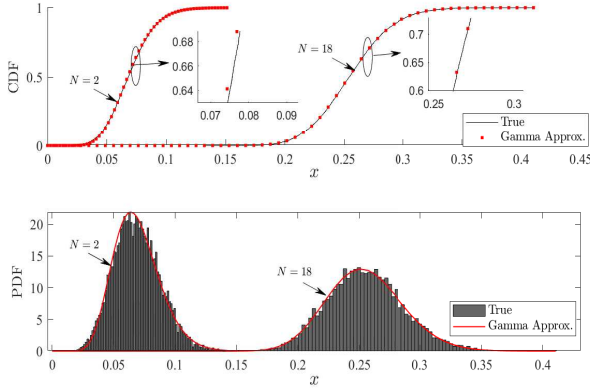 1
0.5
0
CDF
N = 2
N = 18
0.68
0.66
0.64
0.07 0.08 0.09
0.7
0.6
0.25 0.3
True
Gamma Approx.
0 0.05 0.1 0.15 0.2 0.25 0.3 0.35 0.4 0.45
x
20
15
10
5
0
PDF
N = 2
N = 18
True
Gamma Approx.
0 0.05 0.1 0.15 0.2 0.25 0.3 0.35 0.4
x